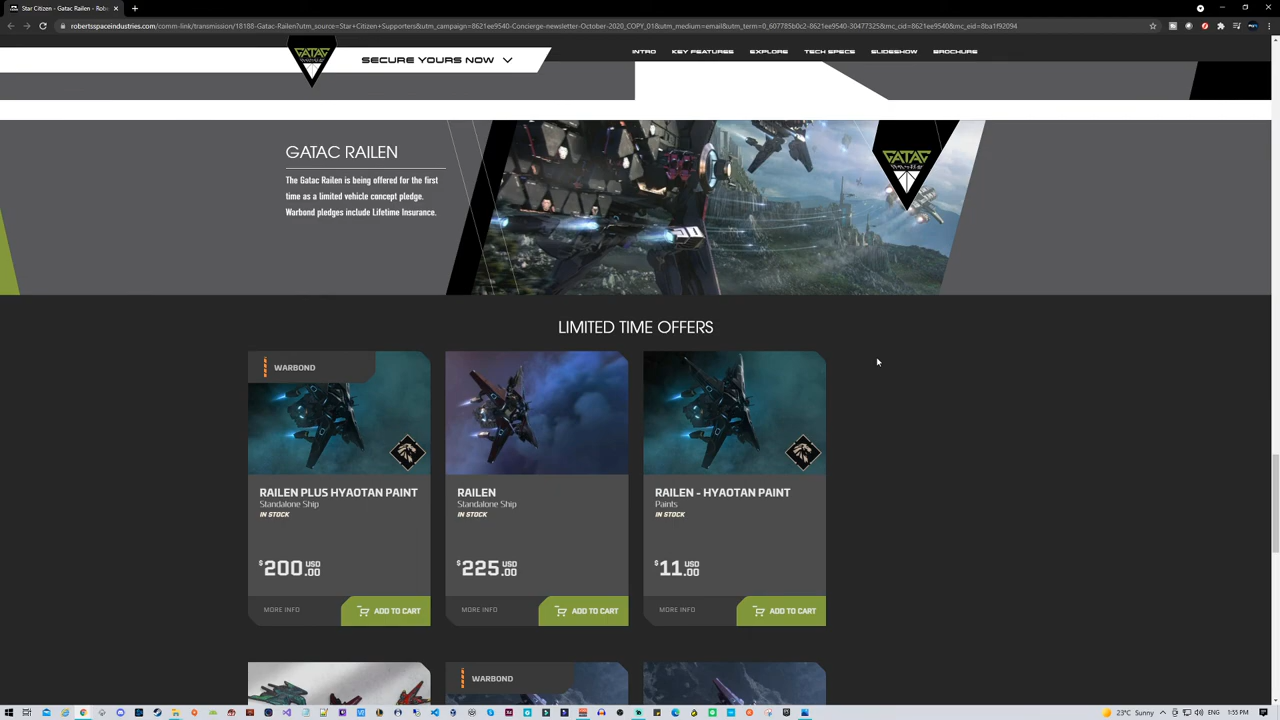 Star Citizen - Gatac Railen - Rob
robertsspaceindustries.com/comm-link/transmission/18188-Gatac-Railen?utm_source=Star+Citizen+Supporters&utm_campaign=8621ee9540-Concierge-newsletter-October-2020_COPY_01&utm_medium=email&utm_term=0_607785b0c2-8621ee9540-30477325&mc_cid=8621ee9540&mc_eid=8ba1f92094
GATAC
SECURE YOURS NOW
INTRO
KEY FEATURES
EXPLORE
TECH SPECS
SLIDESHOW
BROCHURE
GATAC RAILEN
The Gatac Railen is being offered for the first
time as a limited vehicle concept pledge.
Warbond pledges include Lifetime Insurance.
GATAC
LIMITED TIME OFFERS
WARBOND
RAILEN PLUS HYAOTAN PAINT
Standalone Ship
IN STOCK
$200.00 USD
MORE INFO
ADD TO CART
RAILEN
Standalone Ship
IN STOCK
$225.00 USD
MORE INFO
ADD TO CART
RAILEN - HYAOTAN PAINT
Paints
IN STOCK
$11.00 USD
MORE INFO
ADD TO CART
WARBOND
23°C Sunny
ENG
1:55 PM